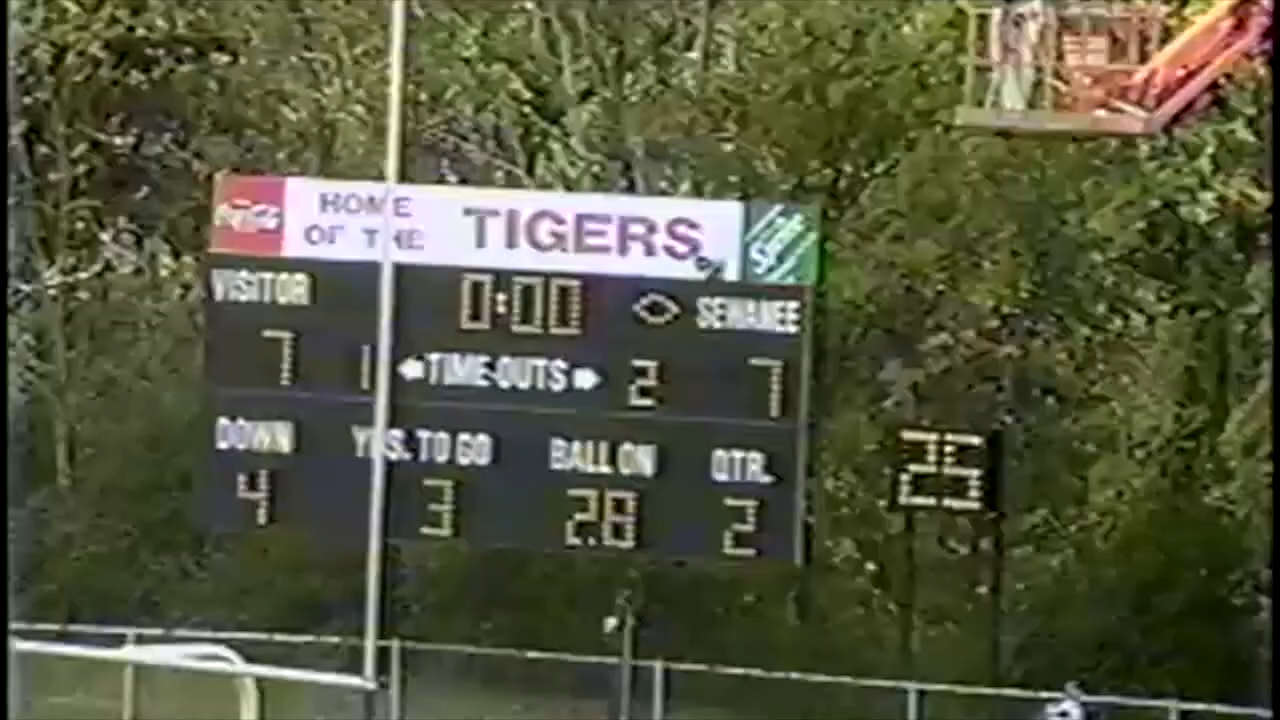 HOME
OF THE
TIGERS
Sprite
VISITOR
0:00
SEWANEE
7
1
TIME-OUTS
2
7
DOWN
YDS. TO GO
BALL ON
QTR.
4
3
28
2
25